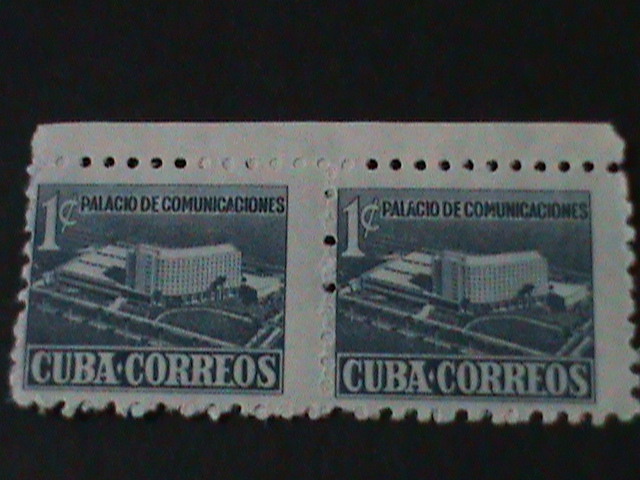 1¢ PALACIO DE COMUNICACIONES
CUBA·CORREOS
1¢ PALACIO DE COMUNICACIONES
CUBA·CORREOS